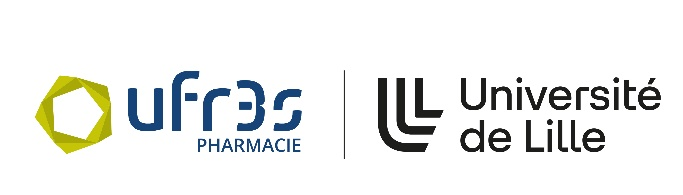 ufr3s
PHARMACIE
Université
de Lille